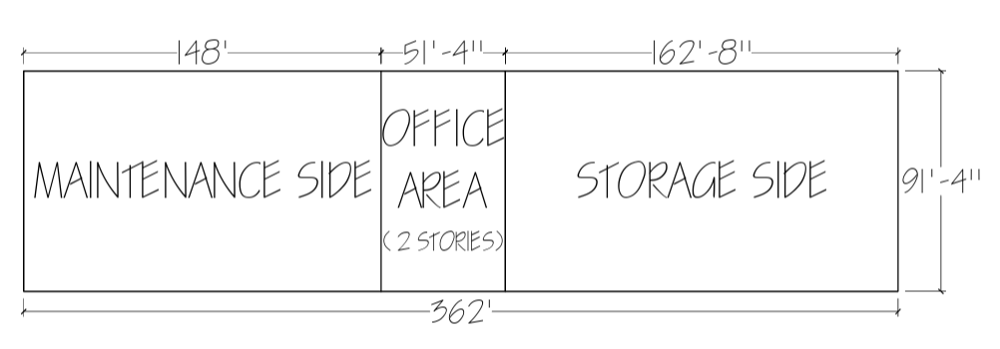 148' 51'-4" 162'-8"
OFFICE
MAINTENANCE SIDE AREA STORAGE SIDE 91'-4"
(2 STORIES)
362'